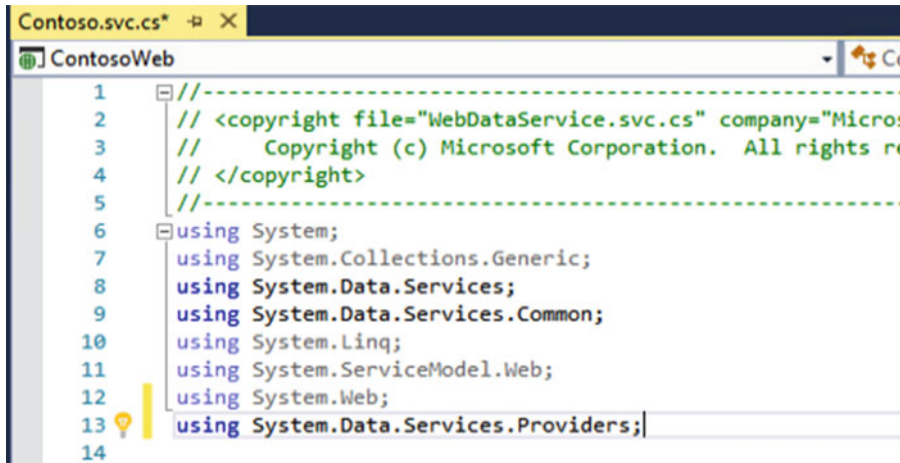 Contoso.svc.cs*
ContosoWeb
1 //--------------------------------------------------------
2 // <copyright file="WebDataService.svc.cs" company="Micros
3 //     Copyright (c) Microsoft Corporation.  All rights re
4 // </copyright>
5 //--------------------------------------------------------
6 using System;
7 using System.Collections.Generic;
8 using System.Data.Services;
9 using System.Data.Services.Common;
10 using System.Linq;
11 using System.ServiceModel.Web;
12 using System.Web;
13 using System.Data.Services.Providers;
14